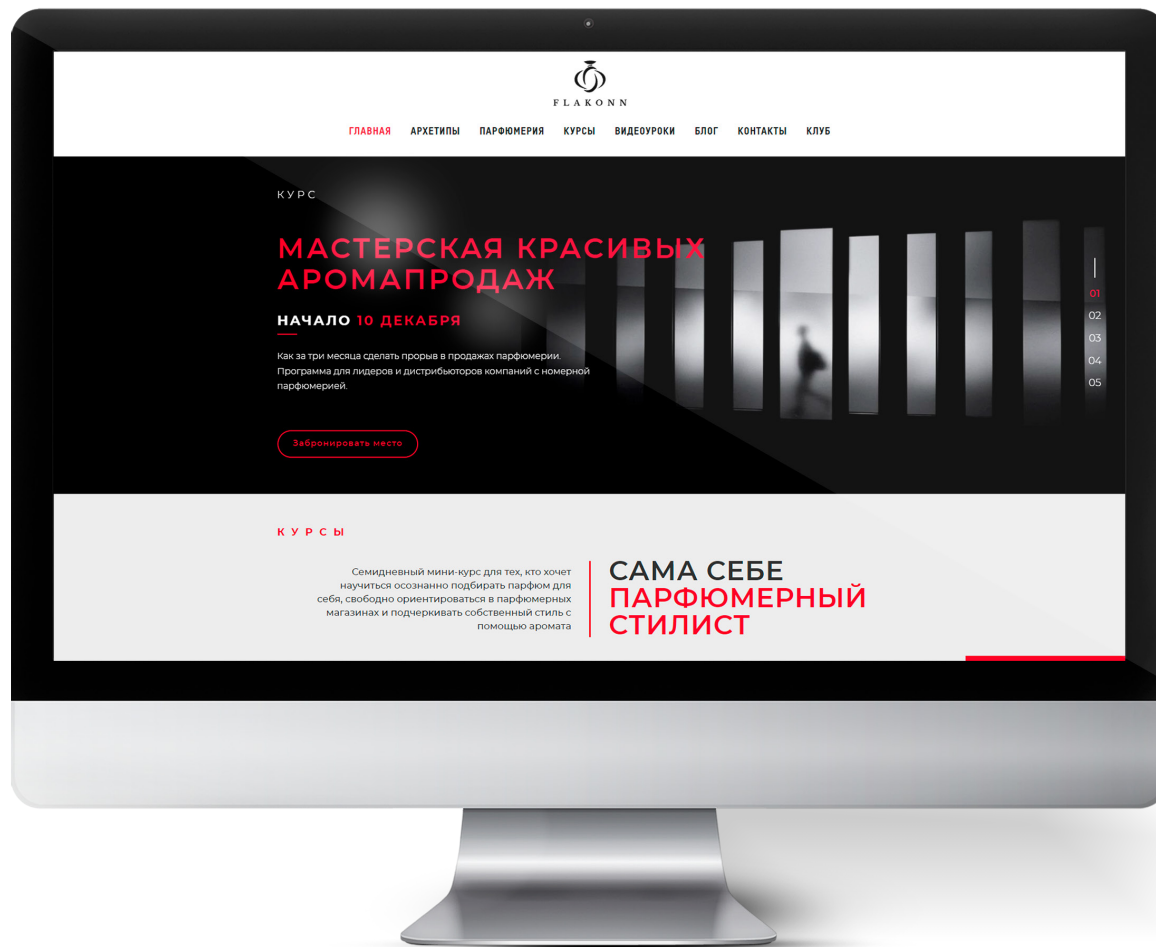 FLAKONN
ГЛАВНАЯ АРХЕТИПЫ ПАРФЮМЕРИЯ КУРСЫ ВИДЕОУРОКИ БЛОГ КОНТАКТЫ КЛУБ
КУРС
МАСТЕРСКАЯ КРАСИВЫХ
АРОМАПРОДАЖ
НАЧАЛО 10 ДЕКАБРЯ
Как за три месяца сделать прорыв в продажах парфюмерии.
Программа для лидеров и дистрибьюторов компаний с номерной
парфюмерией.
Забронировать место
01
02
03
04
05
КУРСЫ
Семидневный мини-курс для тех, кто хочет
научиться осознанно подбирать парфюм для
себя, свободно ориентироваться в парфюмерных
магазинах и подчеркивать собственный стиль с
помощью аромата
САМА СЕБЕ
ПАРФЮМЕРНЫЙ
СТИЛИСТ